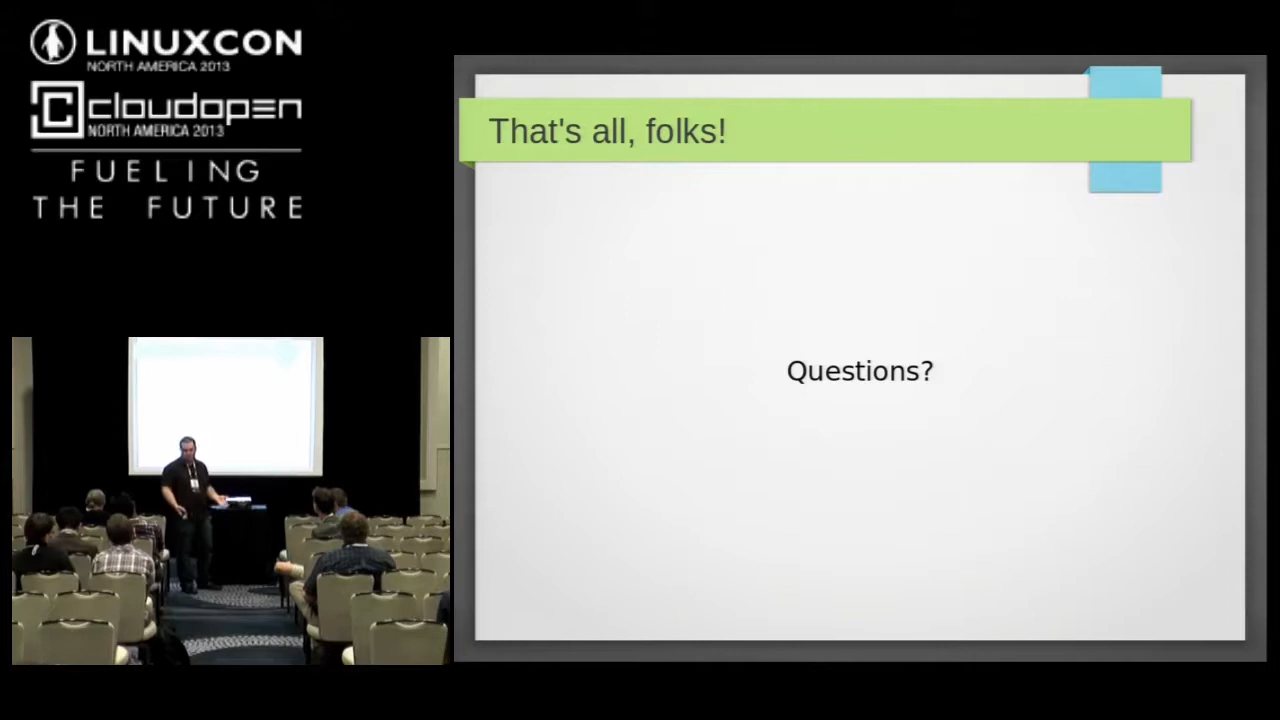 LINUXCON
NORTH AMERICA 2013
cloudopen
NORTH AMERICA 2013
FUELING
THE FUTURE
That's all, folks!
Questions?